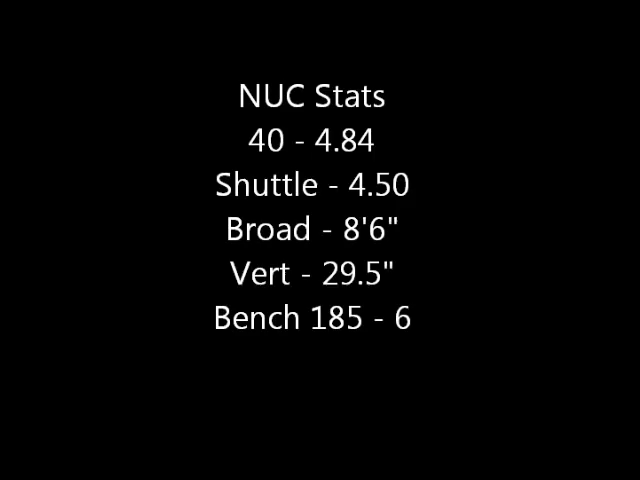 NUC Stats
40 - 4.84
Shuttle - 4.50
Broad - 8'6"
Vert - 29.5"
Bench 185 - 6